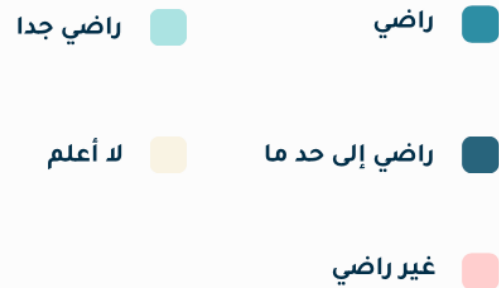 راضي
راضي جدا
راضي إلى حد ما
لا أعلم
غير راضي